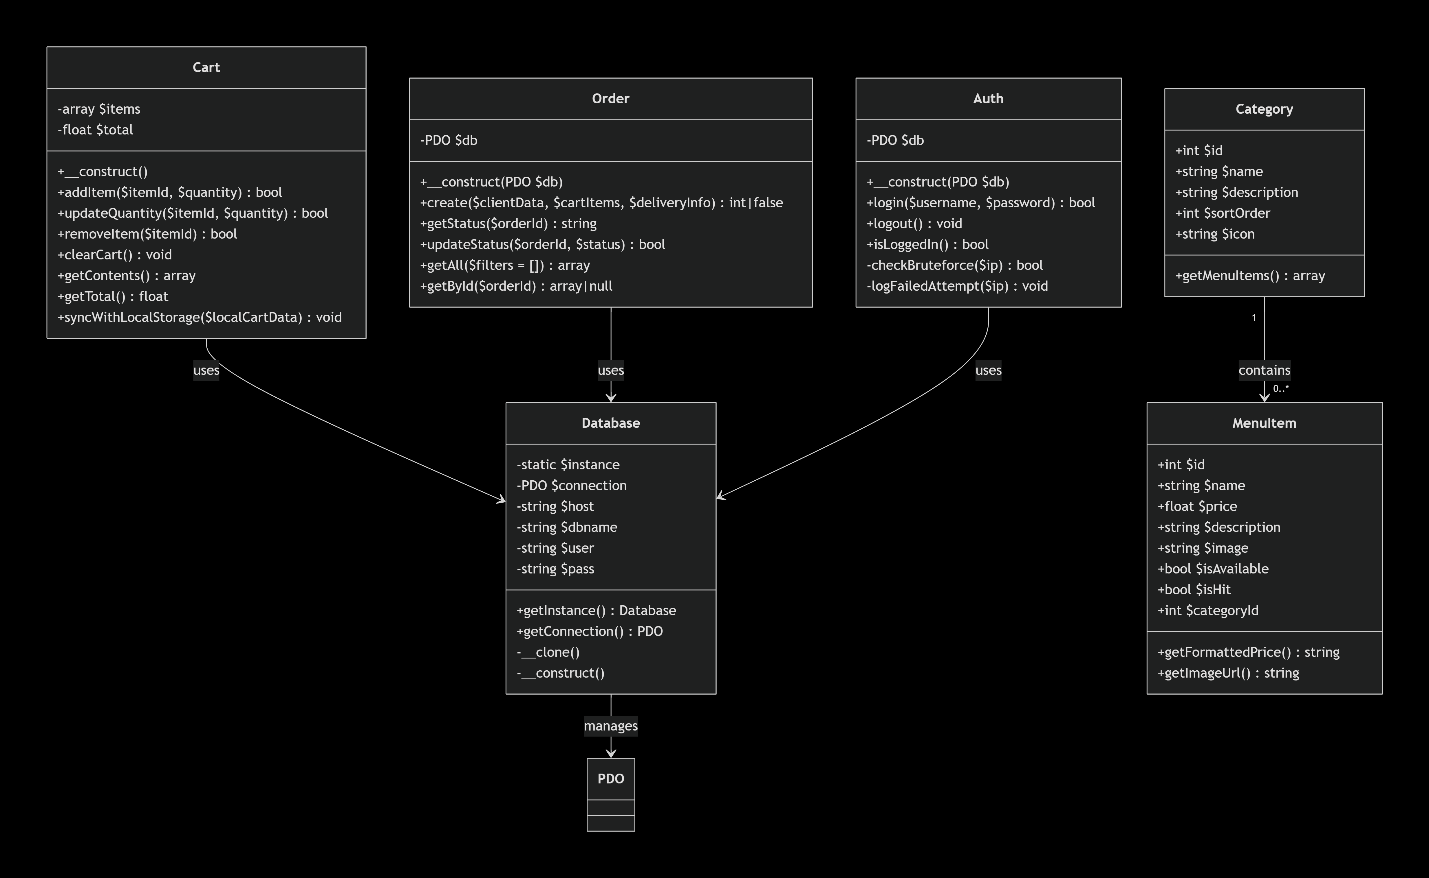 Cart
-array $items
-float $total
+__construct()
+addItem($itemId, $quantity) : bool
+updateQuantity($itemId, $quantity) : bool
+removeItem($itemId) : bool
+clearCart() : void
+getContents() : array
+getTotal() : float
+syncWithLocalStorage($localCartData) : void
Order
-PDO $db
+__construct(PDO $db)
+create($clientData, $cartItems, $deliveryInfo) : int|false
+getStatus($orderId) : string
+updateStatus($orderId, $status) : bool
+getAll($filters = []) : array
+getById($orderId) : array|null
Auth
-PDO $db
+__construct(PDO $db)
+login($username, $password) : bool
+logout() : void
+isLoggedIn() : bool
-checkBruteforce($ip) : bool
-logFailedAttempt($ip) : void
Category
+int $id
+string $name
+string $description
+int $sortOrder
+string $icon
+getMenuItems() : array
uses
uses
uses
1
contains
0..*
Database
-static $instance
-PDO $connection
-string $host
-string $dbname
-string $user
-string $pass
+getInstance() : Database
+getConnection() : PDO
-__clone()
-__construct()
MenuItem
+int $id
+string $name
+float $price
+string $description
+string $image
+bool $isAvailable
+bool $isHit
+int $categoryId
+getFormattedPrice() : string
+getImageUrl() : string
manages
PDO